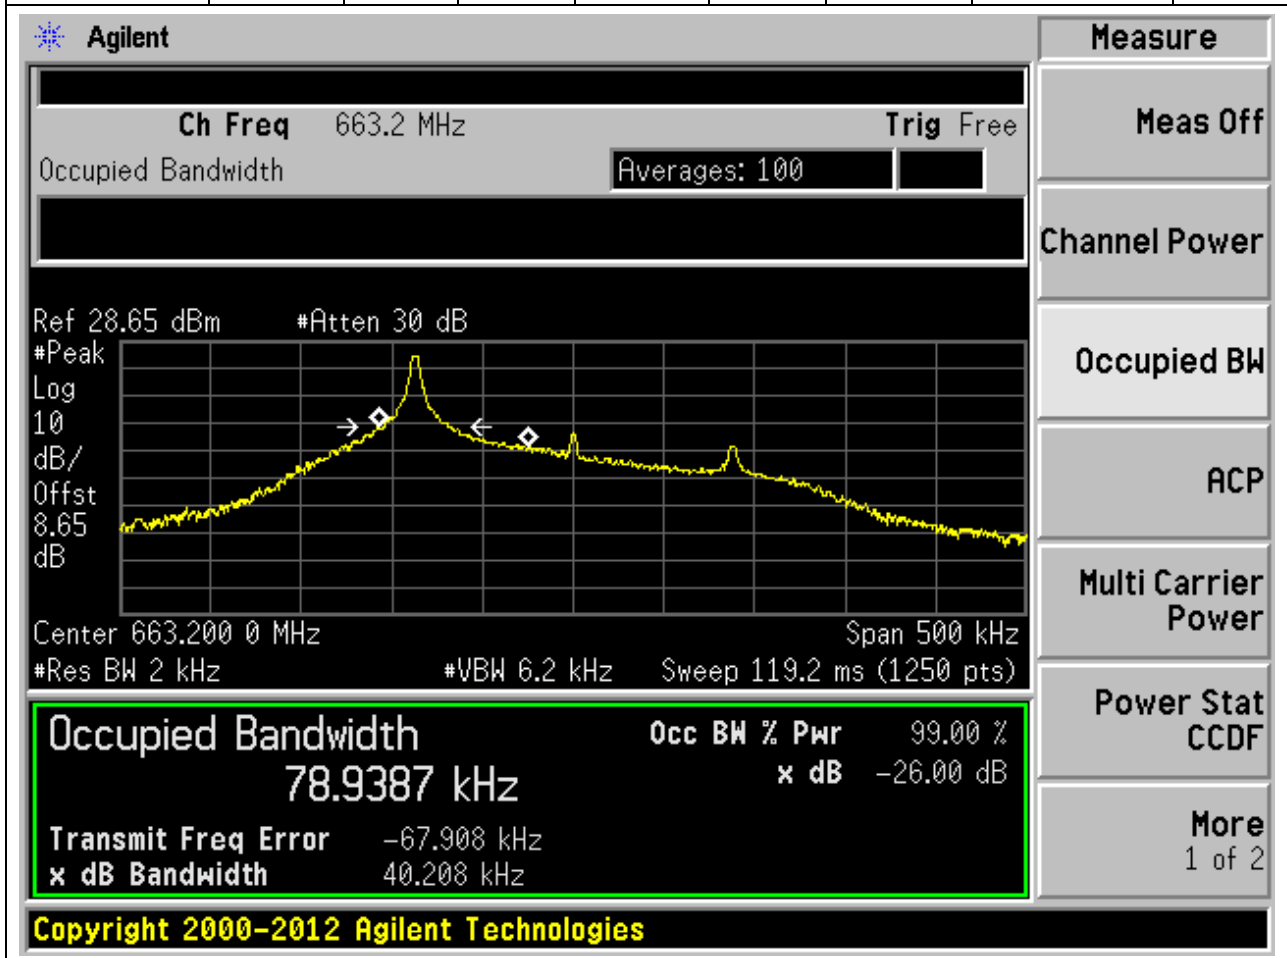 Agilent
Measure
Ch Freq 663.2 MHz Trig Free
Occupied Bandwidth Averages: 100
Meas Off
Channel Power
Occupied BW
ACP
Multi Carrier
Power
Power Stat
CCDF
More
1 of 2
Ref 28.65 dBm #Atten 30 dB
#Peak
Log
10
dB/
Offst
8.65
dB
Center 663.200 0 MHz Span 500 kHz
#Res BW 2 kHz #VBW 6.2 kHz Sweep 119.2 ms (1250 pts)
Occupied Bandwidth Occ BW % Pwr 99.00 %
78.9387 kHz x dB -26.00 dB
Transmit Freq Error -67.908 kHz
x dB Bandwidth 40.208 kHz
Copyright 2000-2012 Agilent Technologies